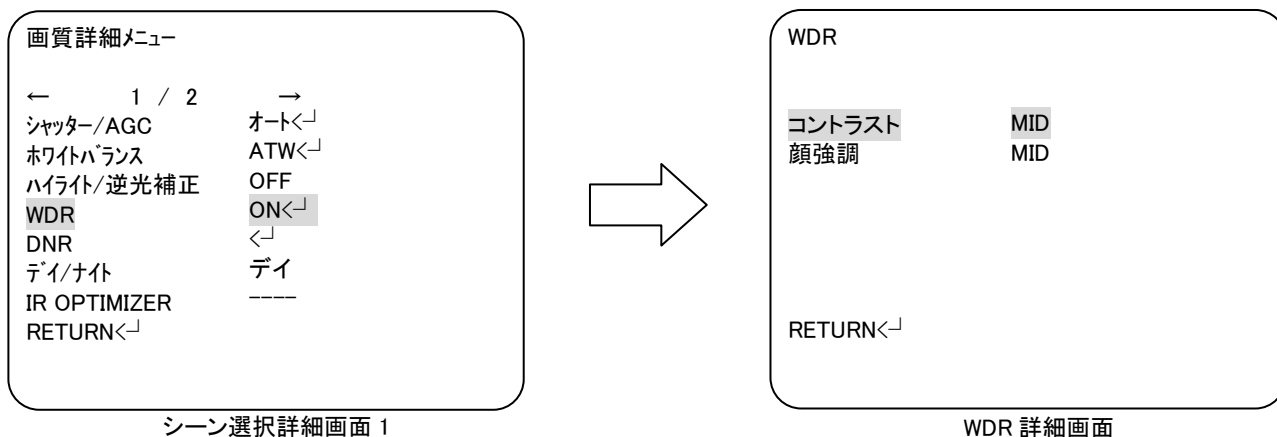 画質詳細ﾒﾆｭｰ
← 1 / 2 →
ｼｬｯﾀｰ/AGC ｵｰﾄ<┘
ﾎﾜｲﾄﾊﾞﾗﾝｽ ATW<┘
ﾊｲﾗｲﾄ/逆光補正 OFF
WDR ON<┘
DNR <┘
ﾃﾞｲ/ﾅｲﾄ デイ
IR OPTIMIZER ----
RETURN<┘
シーン選択詳細画面 1
WDR
コントラスト MID
顔強調 MID
RETURN<┘
WDR 詳細画面